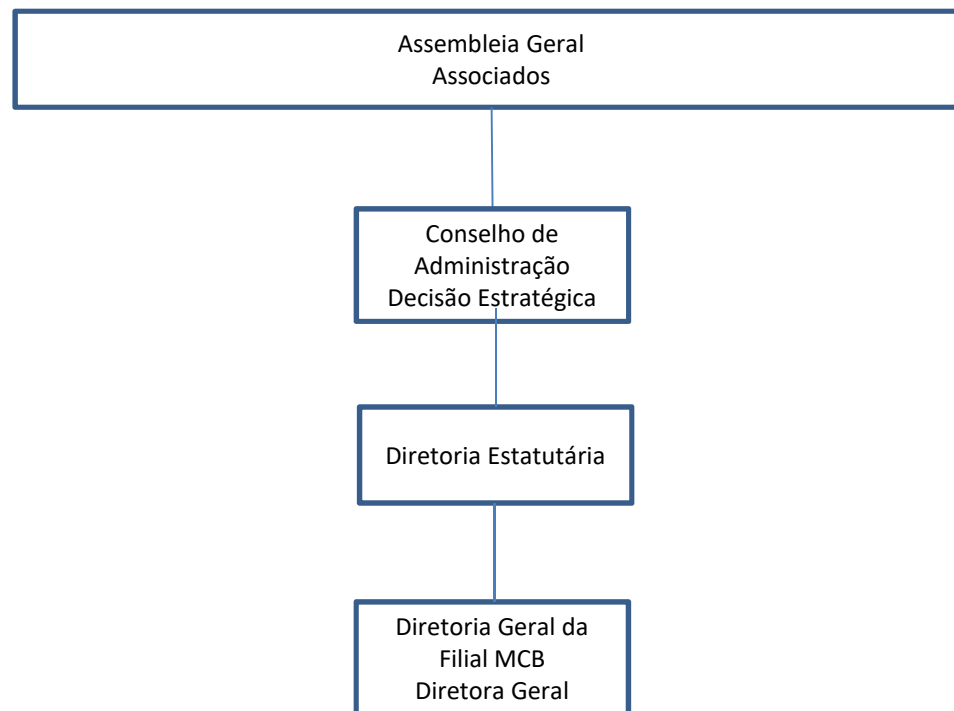 Assembleia Geral
Associados
Conselho de
Administração
Decisão Estratégica
Diretoria Estatutária
Diretoria Geral da
Filial MCB
Diretora Geral